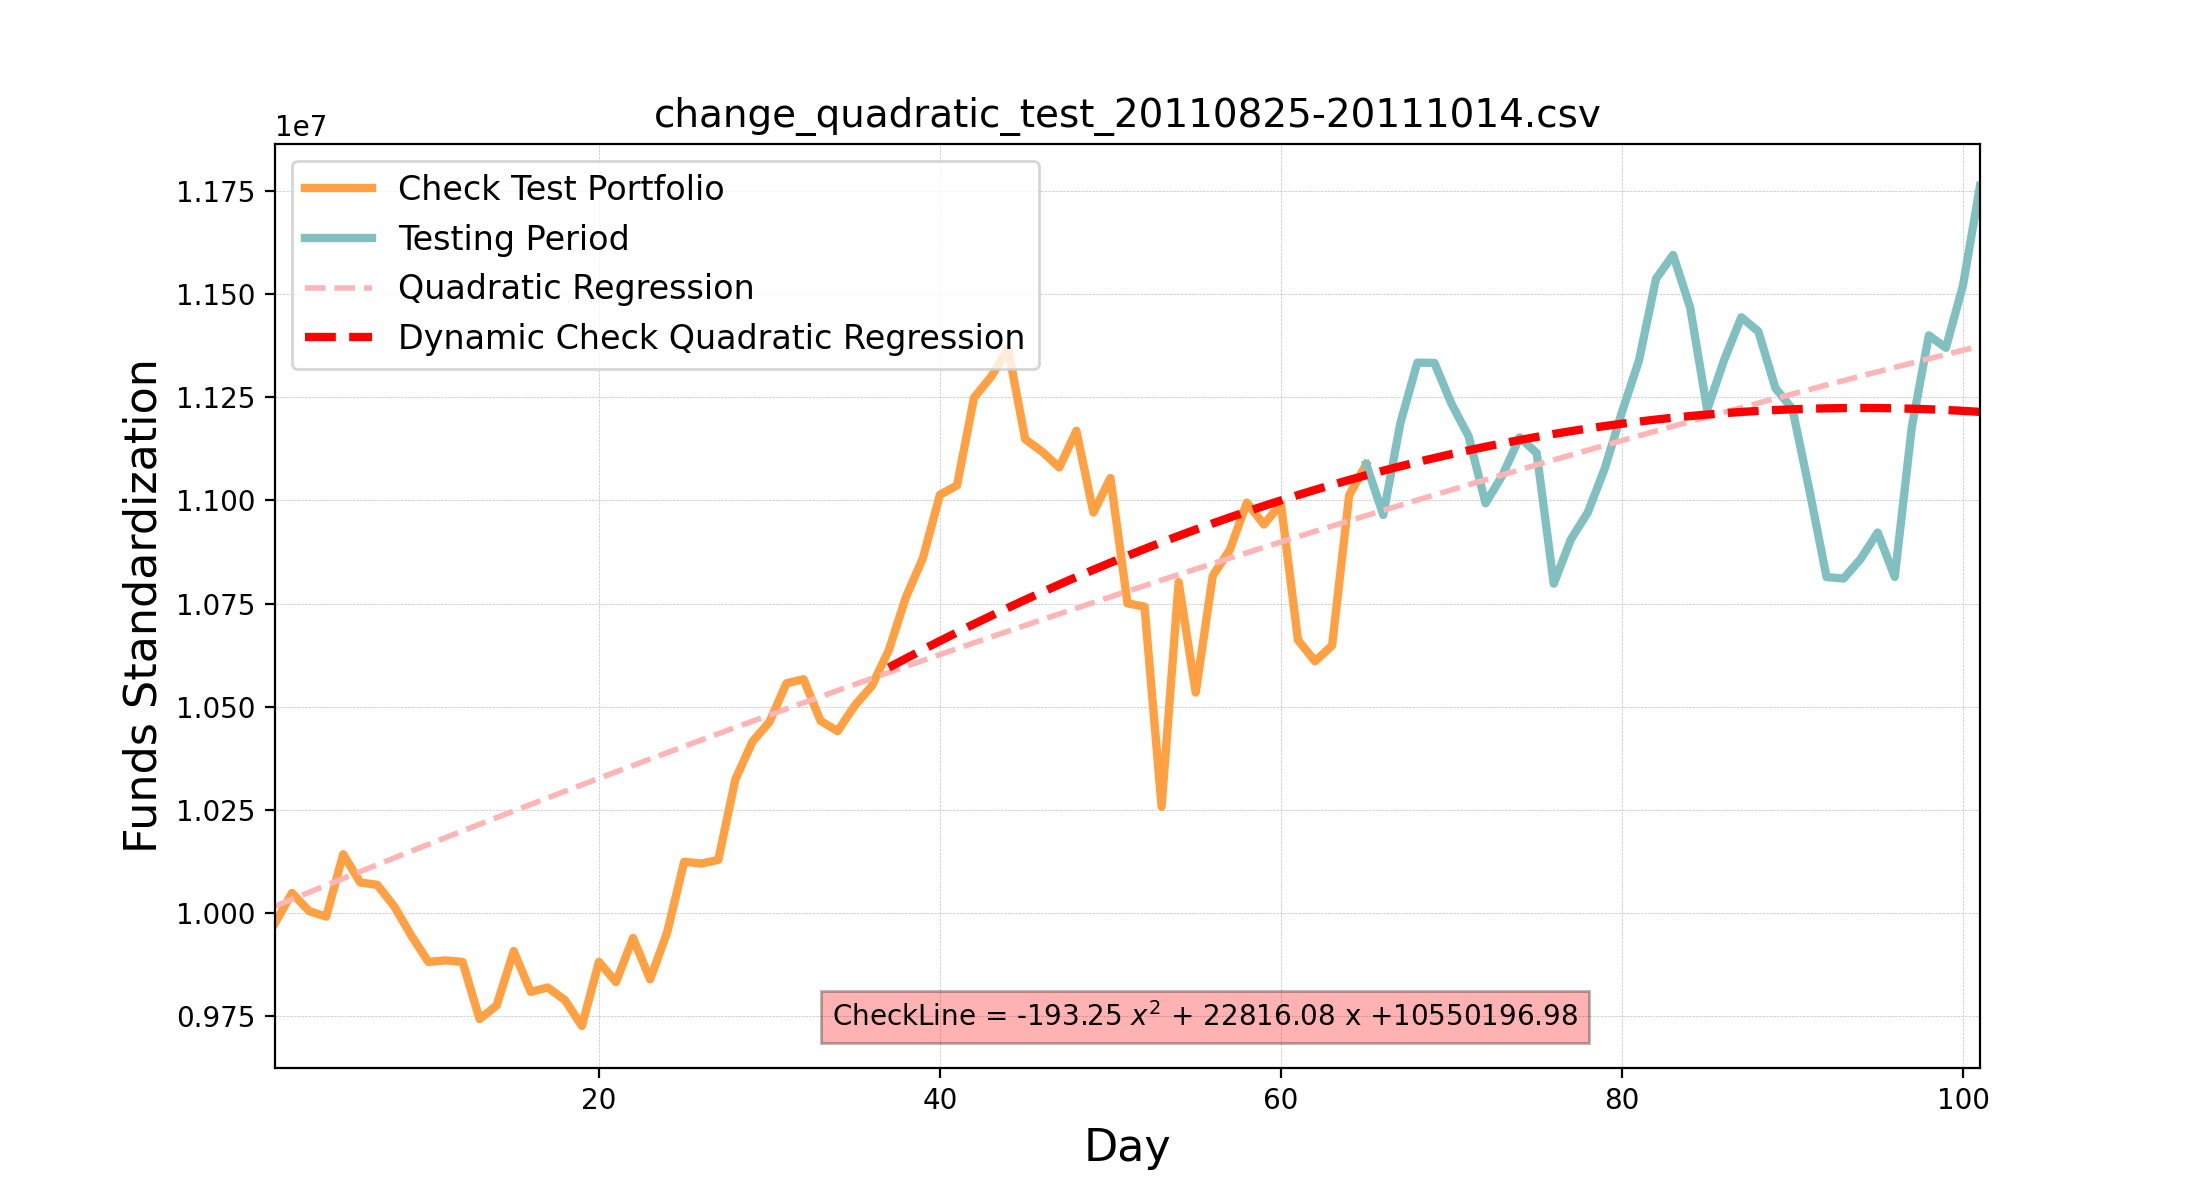 change_quadratic_test_20110825-20111014.csv
1e7
Check Test Portfolio
Testing Period
Quadratic Regression
Dynamic Check Quadratic Regression
1.175
1.150
1.125
1.100
1.075
1.050
1.025
1.000
0.975
Funds Standardization
CheckLine = -193.25 x² + 22816.08 x +10550196.98
20 40 60 80 100
Day